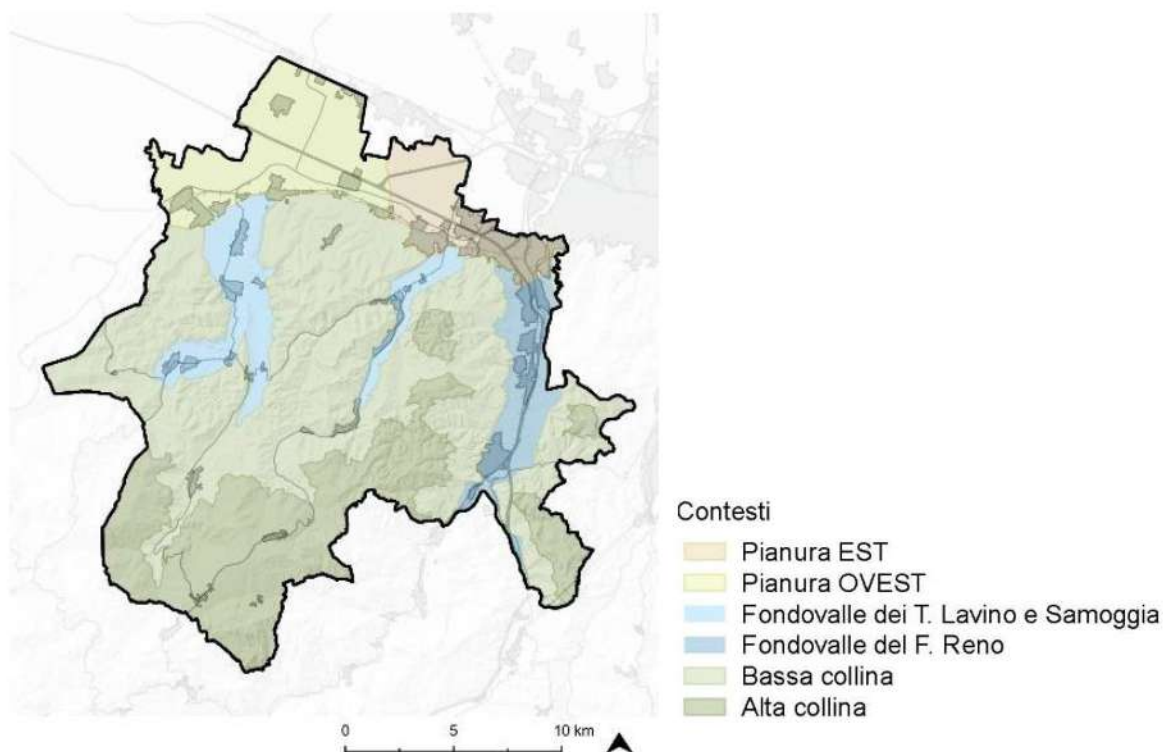 Contesti
Pianura EST
Pianura OVEST
Fondovalle dei T. Lavino e Samoggia
Fondovalle del F. Reno
Bassa collina
Alta collina
0 5 10 km